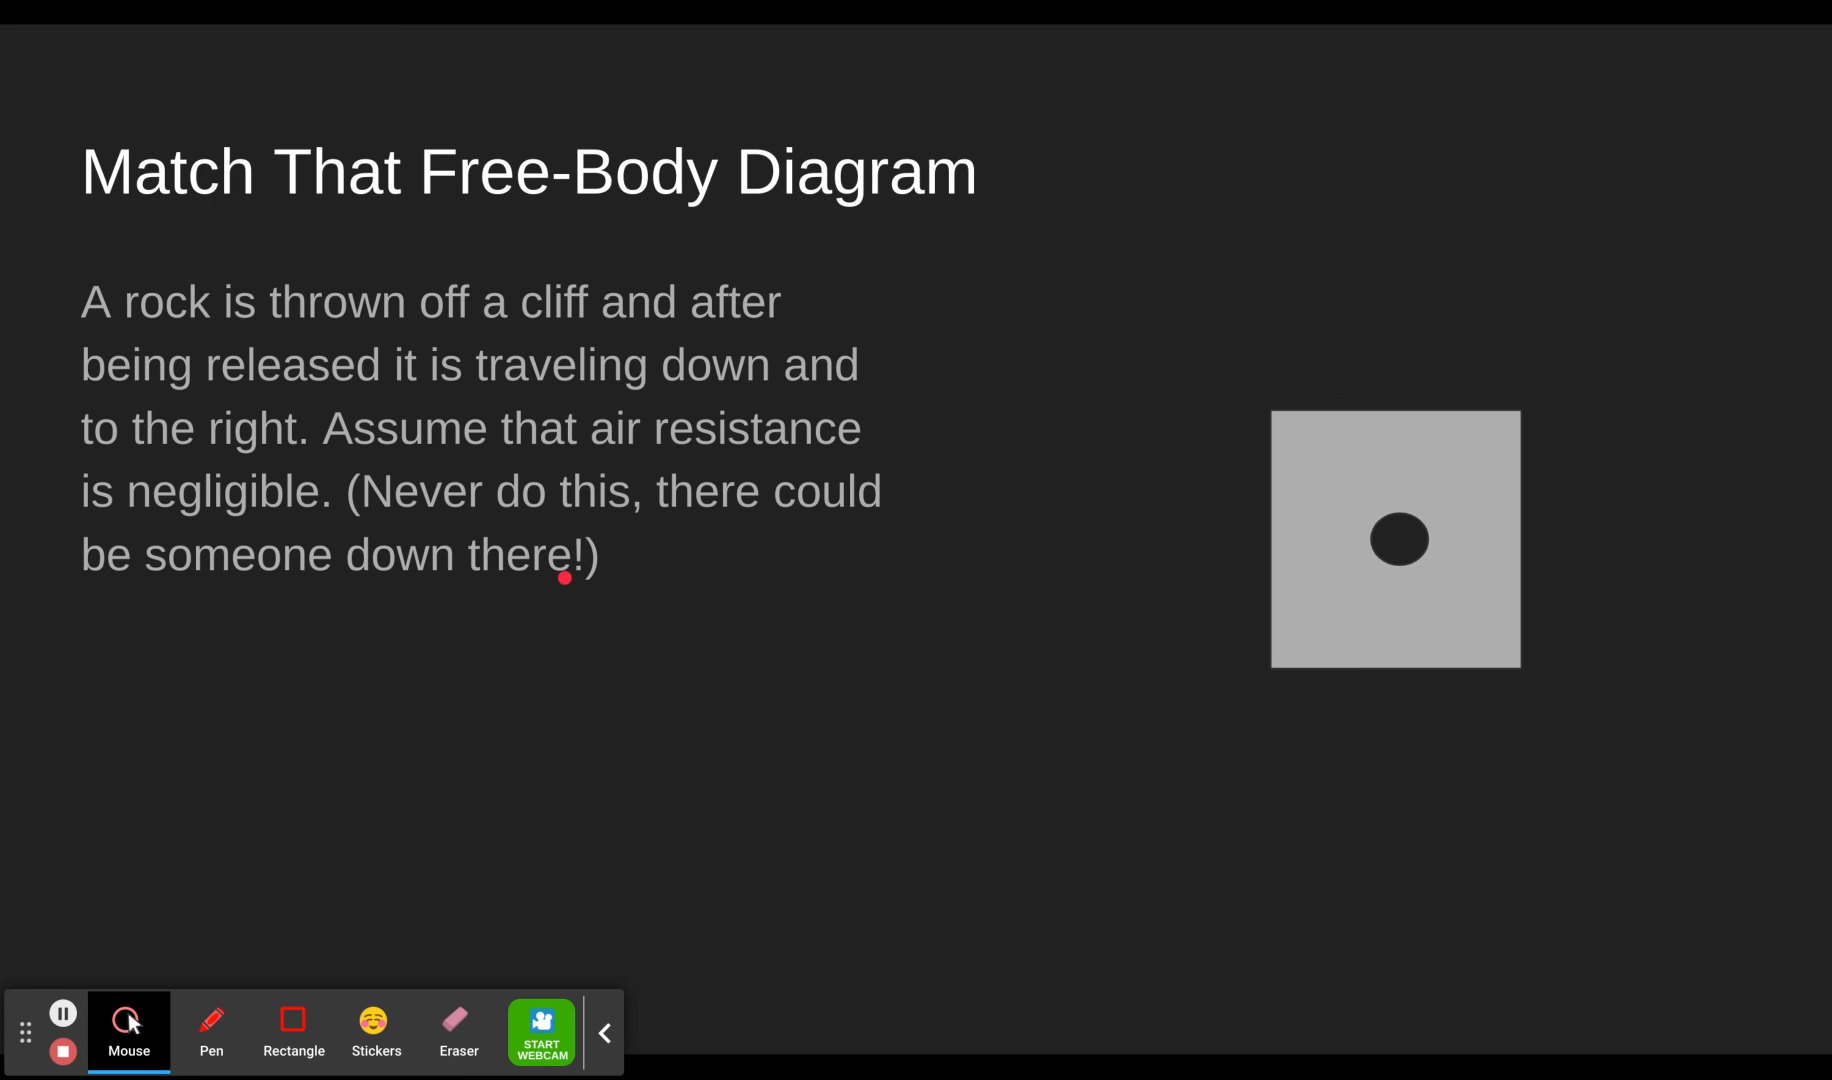 Match That Free-Body Diagram
A rock is thrown off a cliff and after
being released it is traveling down and
to the right. Assume that air resistance
is negligible. (Never do this, there could
be someone down there!)
Mouse
Pen
Rectangle
Stickers
Eraser
START
WEBCAM